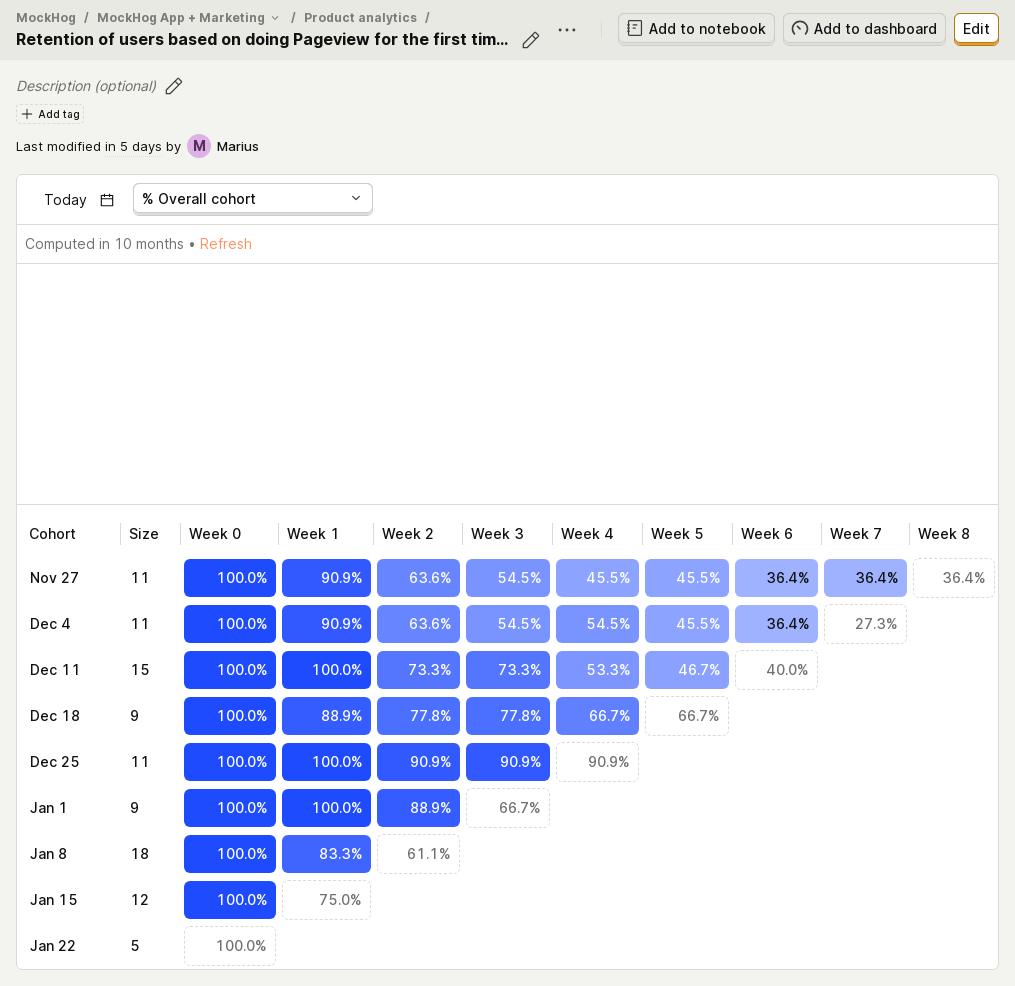 MockHog / MockHog App + Marketing / Product analytics /
Retention of users based on doing Pageview for the first tim...
Add to notebook
Add to dashboard
Edit
Description (optional)
Add tag
Last modified in 5 days by M Marius
Today
% Overall cohort
Computed in 10 months • Refresh
Cohort Size Week 0 Week 1 Week 2 Week 3 Week 4 Week 5 Week 6 Week 7 Week 8
Nov 27 11 100.0% 90.9% 63.6% 54.5% 45.5% 45.5% 36.4% 36.4% 36.4%
Dec 4 11 100.0% 90.9% 63.6% 54.5% 54.5% 45.5% 36.4% 27.3%
Dec 11 15 100.0% 100.0% 73.3% 73.3% 53.3% 46.7% 40.0%
Dec 18 9 100.0% 88.9% 77.8% 77.8% 66.7% 66.7%
Dec 25 11 100.0% 100.0% 90.9% 90.9% 90.9%
Jan 1 9 100.0% 100.0% 88.9% 66.7%
Jan 8 18 100.0% 83.3% 61.1%
Jan 15 12 100.0% 75.0%
Jan 22 5 100.0%